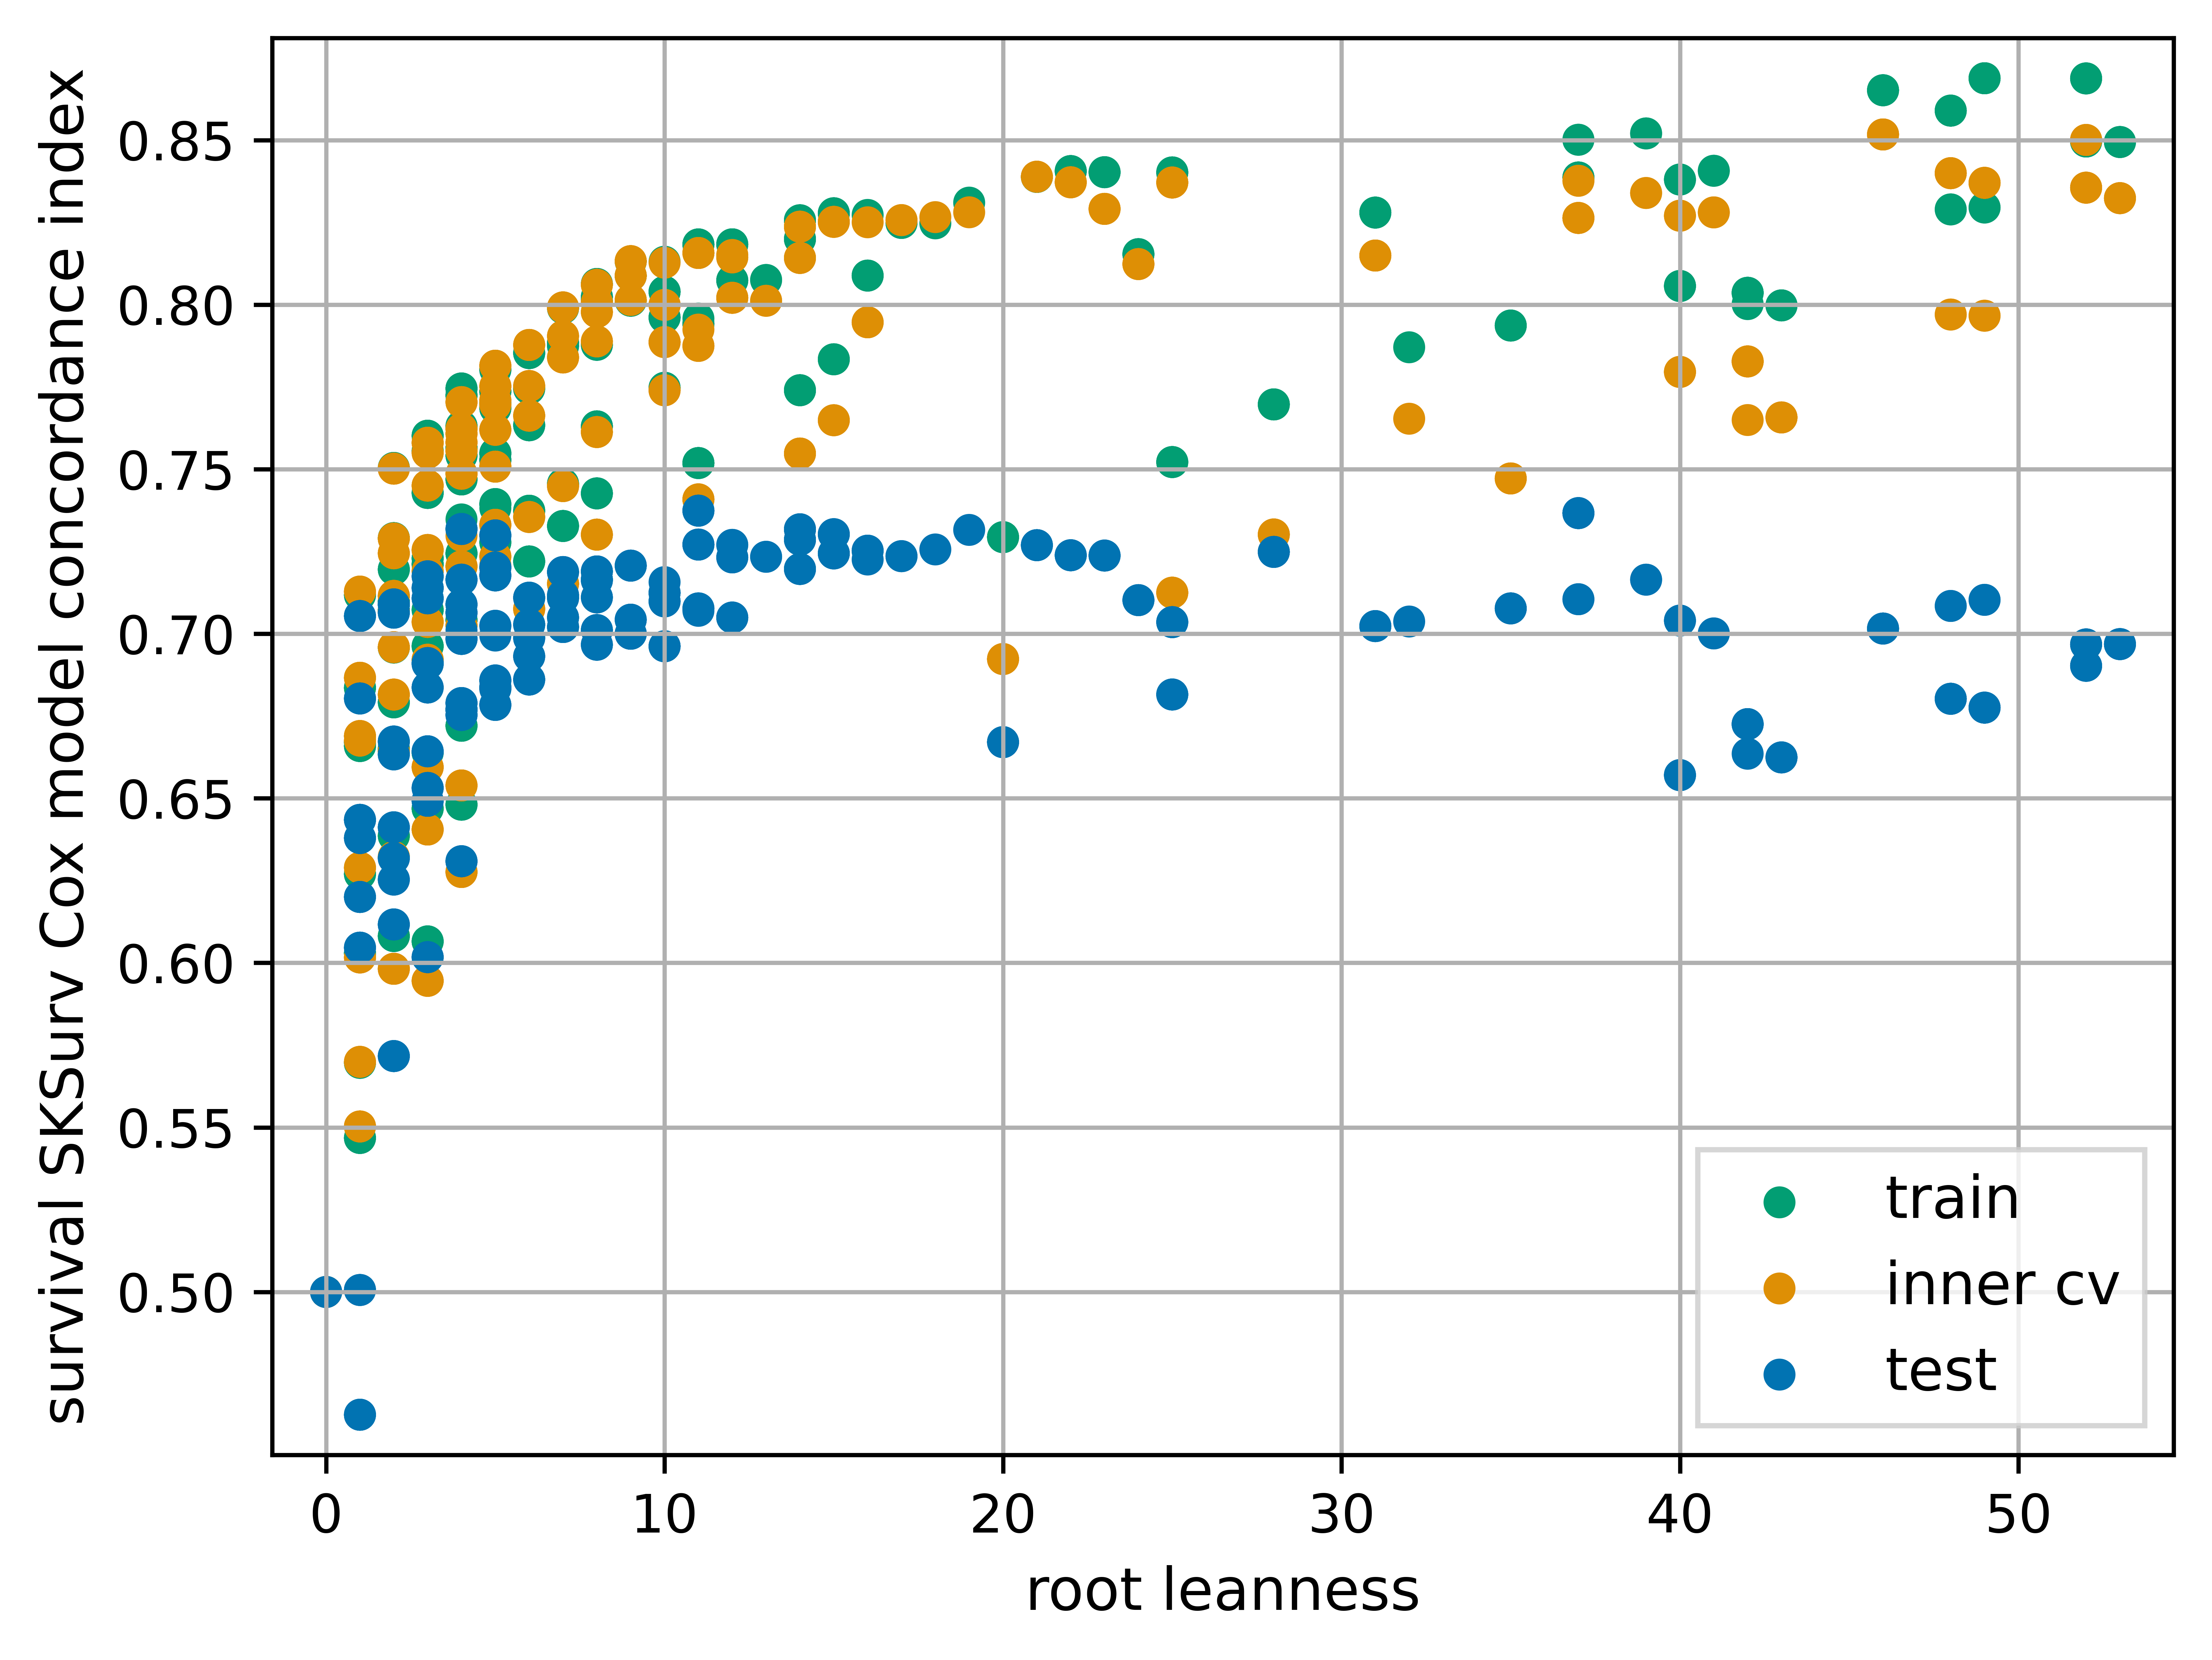 survival SKSurv Cox model concordance index
0.85
0.80
0.75
0.70
0.65
0.60
0.55
0.50
train
inner cv
test
0 10 20 30 40 50
root leanness